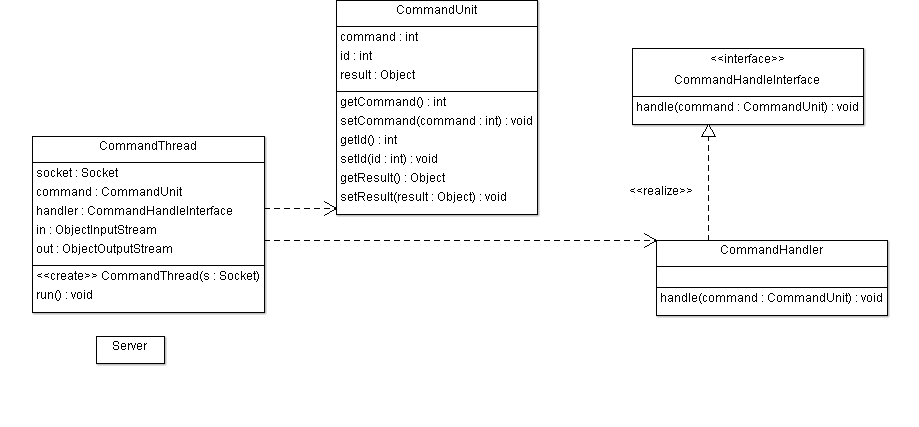 CommandUnit
command : int
id : int
result : Object
getCommand() : int
setCommand(command : int) : void
getId() : int
setId(id : int) : void
getResult() : Object
setResult(result : Object) : void
<<interface>>
CommandHandleInterface
handle(command : CommandUnit) : void
CommandThread
socket : Socket
command : CommandUnit
handler : CommandHandleInterface
in : ObjectInputStream
out : ObjectOutputStream
<<create>> CommandThread(s : Socket)
run() : void
<<realize>>
CommandHandler
handle(command : CommandUnit) : void
Server